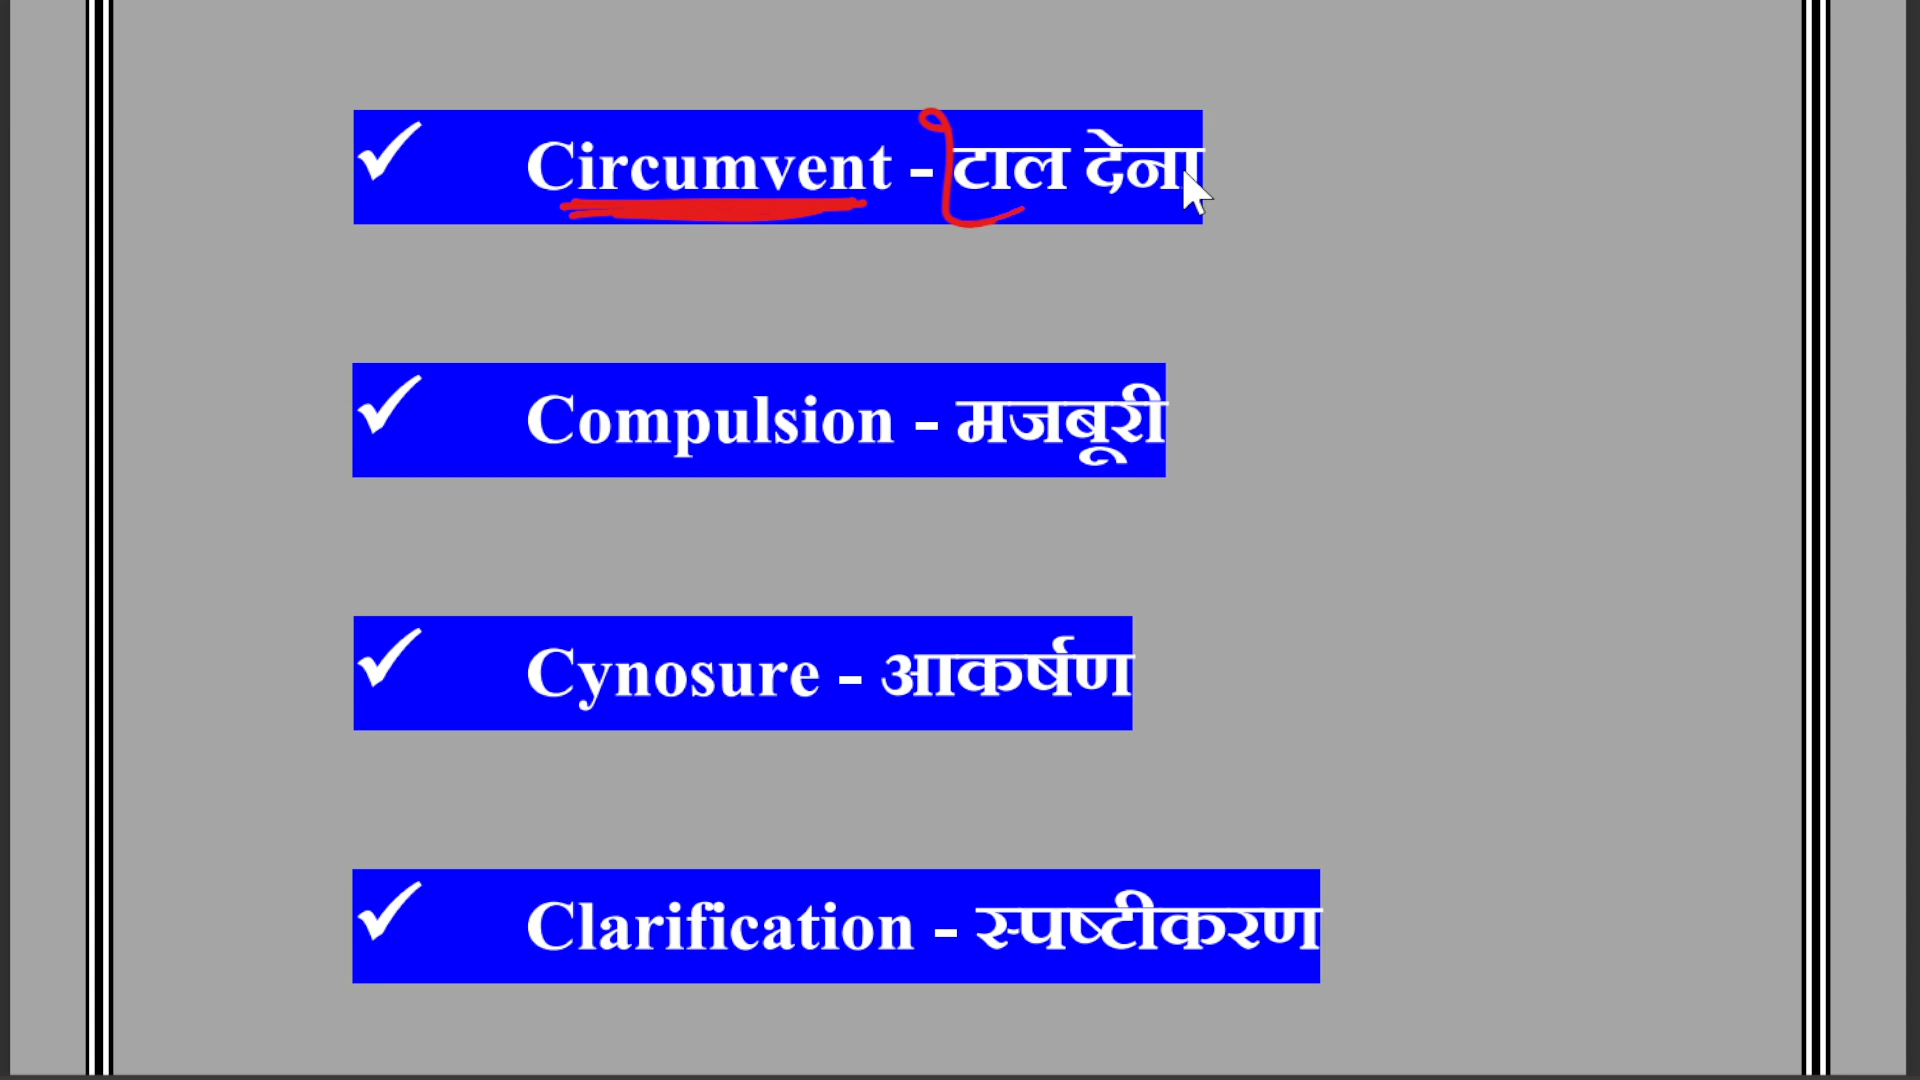 ✓ Circumvent - टाल देना
✓ Compulsion - मजबूरी
✓ Cynosure - आकर्षण
✓ Clarification - स्पष्टीकरण